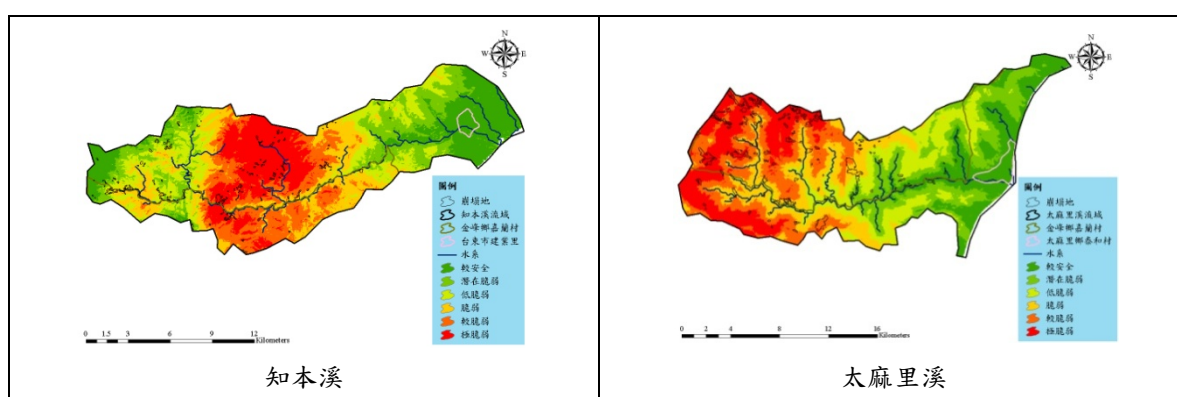 N
W E
S
圖例
崩塌地
知本溪流域
金峰鄉嘉蘭村
台東市建業里
水系
較安全
潛在脆弱
低脆弱
脆弱
較脆弱
極脆弱
0 1.5 3 6 9 12
Kilometers
知本溪
N
W E
S
圖例
崩塌地
太麻里溪流域
金峰鄉嘉蘭村
太麻里鄉泰和村
水系
較安全
潛在脆弱
低脆弱
脆弱
較脆弱
極脆弱
0 2 4 8 12 16
Kilometers
太麻里溪